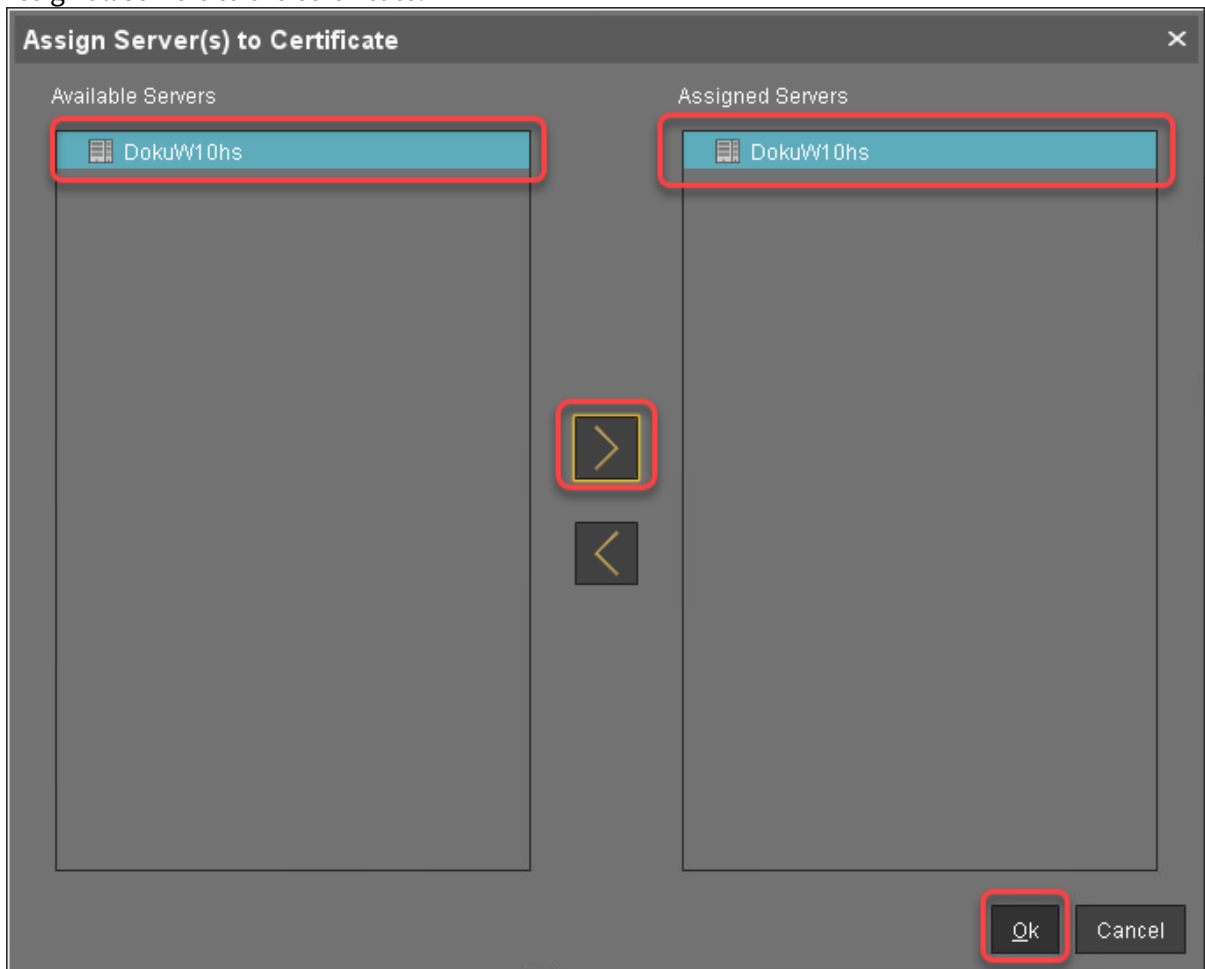 Assign Server(s) to Certificate
Available Servers
Assigned Servers
DokuW10hs
DokuW10hs
Ok
Cancel